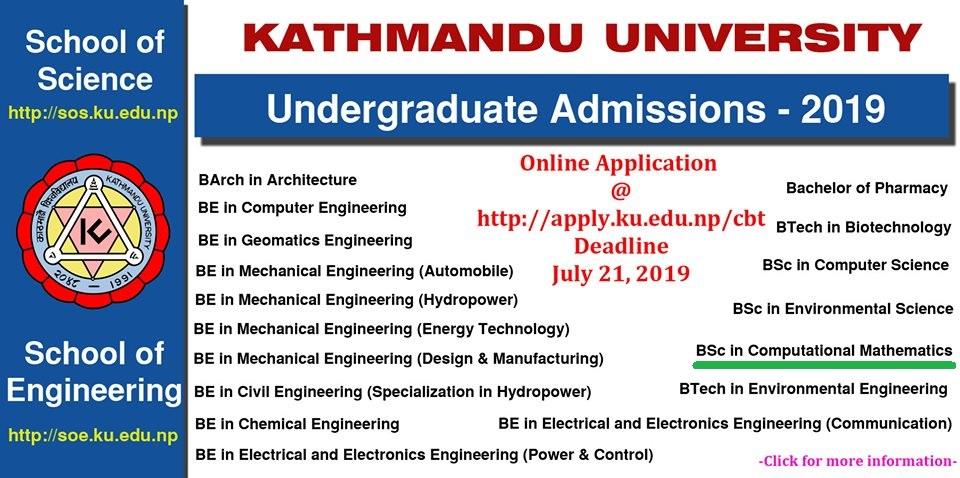 School of
Science
http://sos.ku.edu.np
काठमाडौं विश्वविद्यालय
KATHMANDU UNIVERSITY
२०४८ — 1991
School of
Engineering
http://soe.ku.edu.np
KATHMANDU UNIVERSITY
Undergraduate Admissions - 2019
Online Application
@
http://apply.ku.edu.np/cbt
Deadline
July 21, 2019
BArch in Architecture
BE in Computer Engineering
BE in Geomatics Engineering
BE in Mechanical Engineering (Automobile)
BE in Mechanical Engineering (Hydropower)
BE in Mechanical Engineering (Energy Technology)
BE in Mechanical Engineering (Design & Manufacturing)
BE in Civil Engineering (Specialization in Hydropower)
BE in Chemical Engineering
BE in Electrical and Electronics Engineering (Power & Control)
Bachelor of Pharmacy
BTech in Biotechnology
BSc in Computer Science
BSc in Environmental Science
BSc in Computational Mathematics
BTech in Environmental Engineering
BE in Electrical and Electronics Engineering (Communication)
-Click for more information-